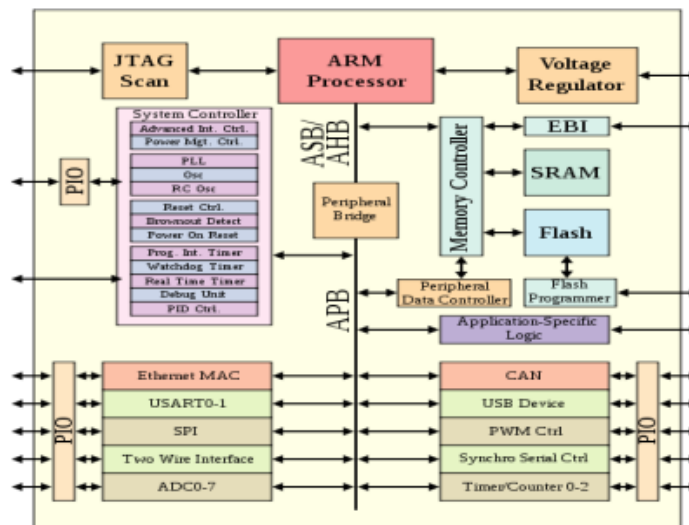 JTAG
Scan
ARM
Processor
Voltage
Regulator
System Controller
Advanced Int. Ctrl.
Power Mgt. Ctrl.
PLL
Osc
RC Osc
Reset Ctrl.
Brownout Detect
Power On Reset
Prog. Int. Timer
Watchdog Timer
Real Time Timer
Debug Unit
PID Ctrl.
PIO
ASB/
AHB
Peripheral
Bridge
APB
Memory Controller
EBI
SRAM
Flash
Peripheral
Data Controller
Flash
Programmer
Application-Specific
Logic
PIO
Ethernet MAC
USART0-1
SPI
Two Wire Interface
ADC0-7
CAN
USB Device
PWM Ctrl
Synchro Serial Ctrl
Timer/Counter 0-2
PIO